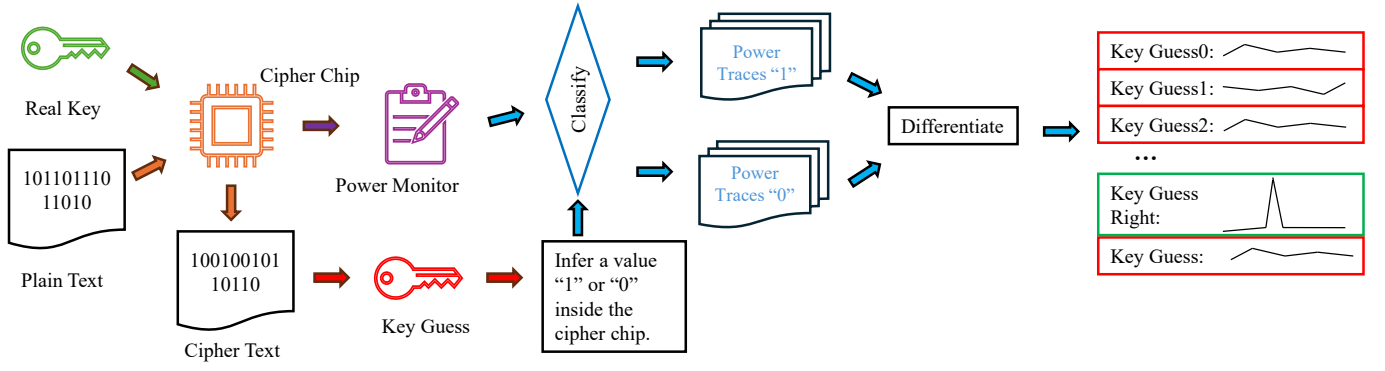 Real Key
Cipher Chip
101101110
11010
Plain Text
Power Monitor
100100101
10110
Cipher Text
Key Guess
Infer a value
“1” or “0”
inside the
cipher chip.
Classify
Power
Traces “1”
Power
Traces “0”
Differentiate
Key Guess0:
Key Guess1:
Key Guess2:
...
Key Guess
Right:
Key Guess: